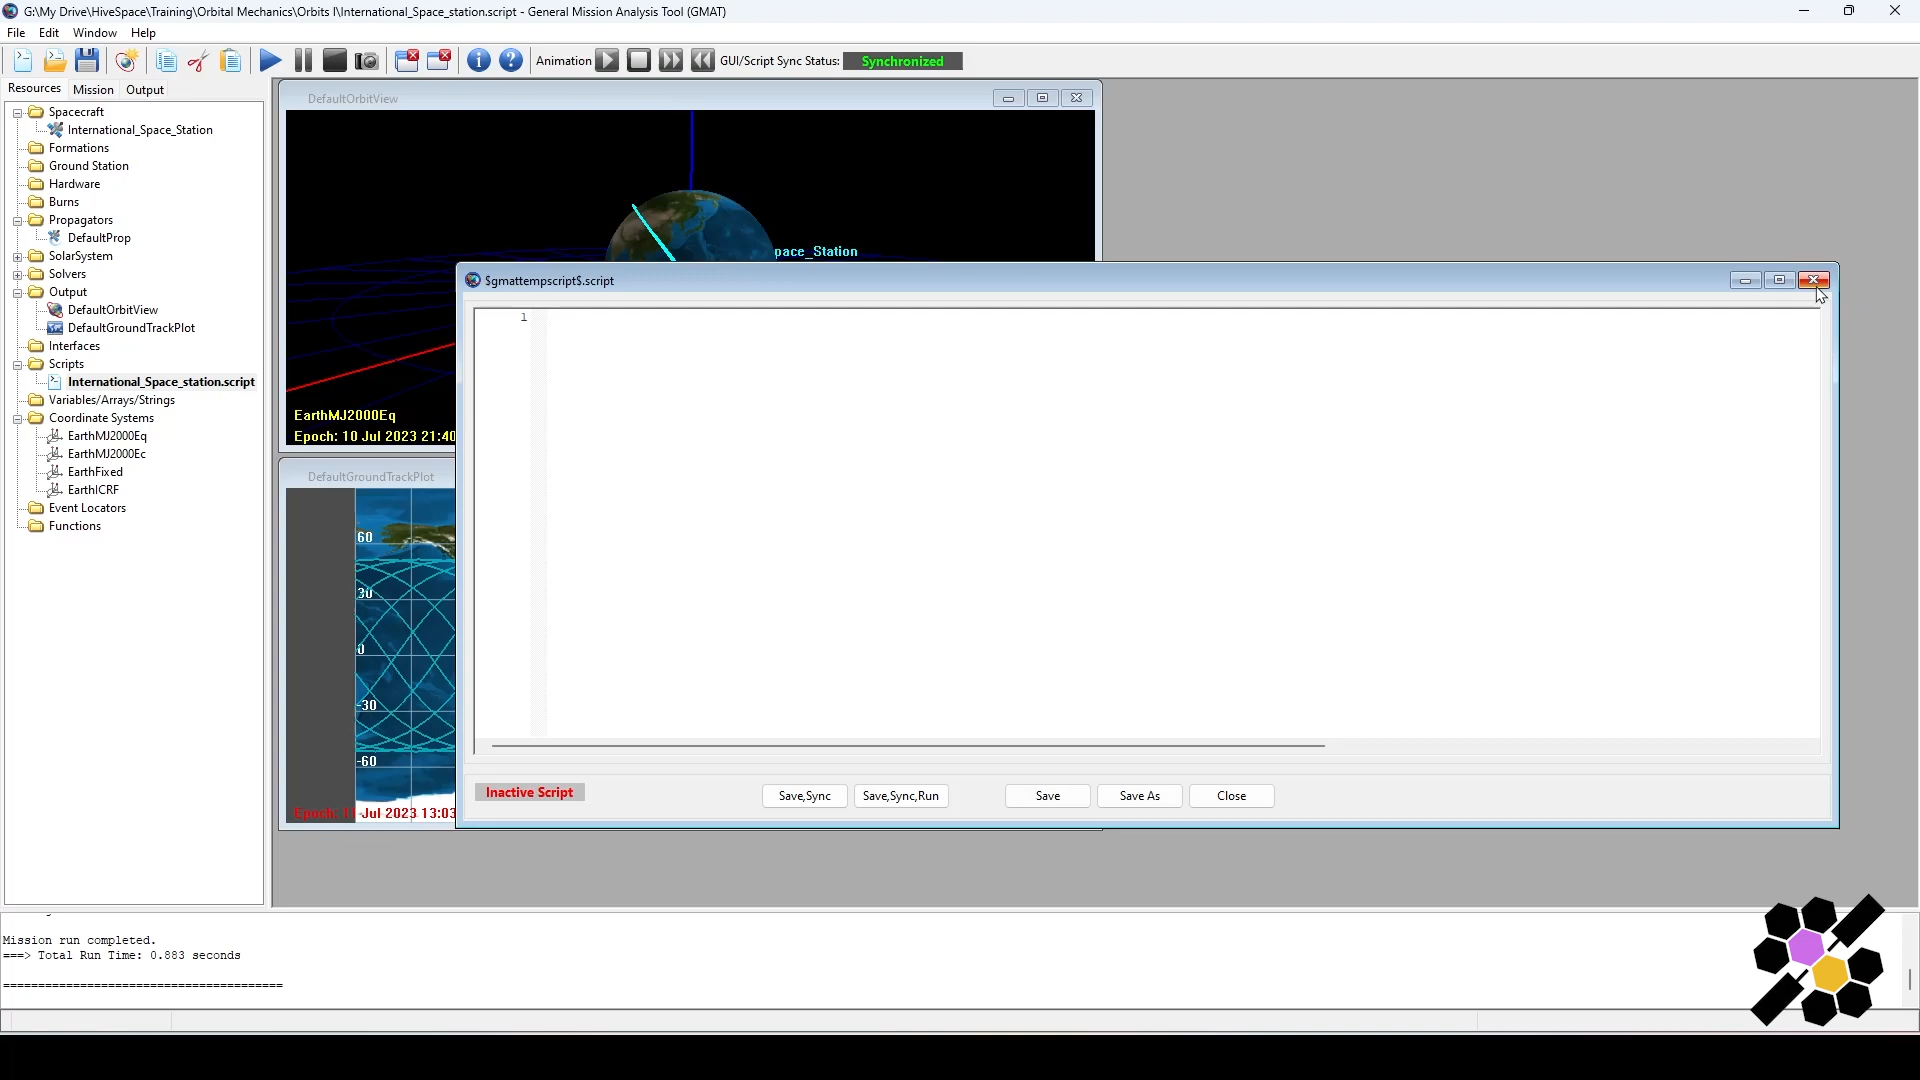 G:\My Drive\HiveSpace\Training\Orbital Mechanics\Orbits I\International_Space_station.script - General Mission Analysis Tool (GMAT)
File Edit Window Help
Animation GUI/Script Sync Status: Synchronized
Resources Mission Output
Spacecraft
International_Space_Station
Formations
Ground Station
Hardware
Burns
Propagators
DefaultProp
SolarSystem
Solvers
Output
DefaultOrbitView
DefaultGroundTrackPlot
Interfaces
Scripts
International_Space_station.script
Variables/Arrays/Strings
Coordinate Systems
EarthMJ2000Eq
EarthMJ2000Ec
EarthFixed
EarthICRF
Event Locators
Functions
DefaultOrbitView
pace_Station
EarthMJ2000Eq
Epoch: 10 Jul 2023 21:40
DefaultGroundTrackPlot
60
30
0
-30
-60
Epoch: 11 Jul 2023 13:03
$gmattempscript$.script
1
Inactive Script
Save,Sync Save,Sync,Run Save Save As Close
Mission run completed.
===> Total Run Time: 0.883 seconds
========================================